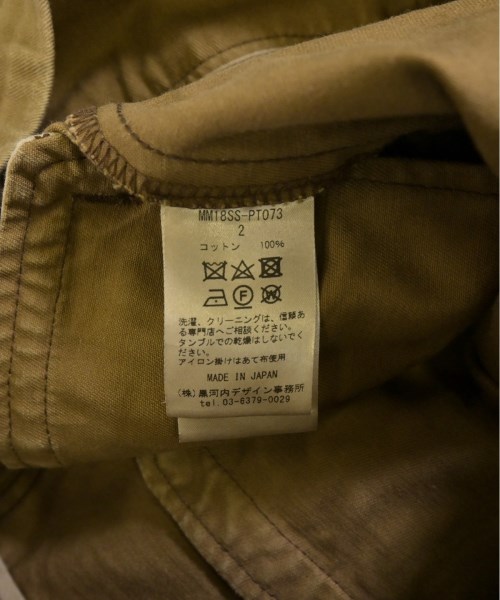 MM18SS-PT073
2
コットン 100%
洗濯、クリーニングは、信頼あ
る専門店へご相談ください。
タンブルでの乾燥はしないでく
ださい。
アイロン掛けはあて布使用
MADE IN JAPAN
(株)黒河内デザイン事務所
tel.03-6379-0029